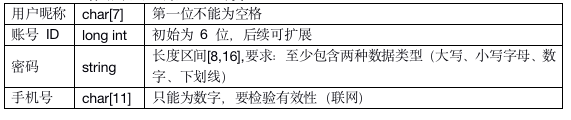 用户昵称 char[7] 第一位不能为空格
账号 ID long int 初始为 6 位，后续可扩展
密码 string 长度区间[8,16],要求：至少包含两种数据类型（大写、小写字母、数
字、下划线）
手机号 char[11] 只能为数字，要检验有效性（联网）